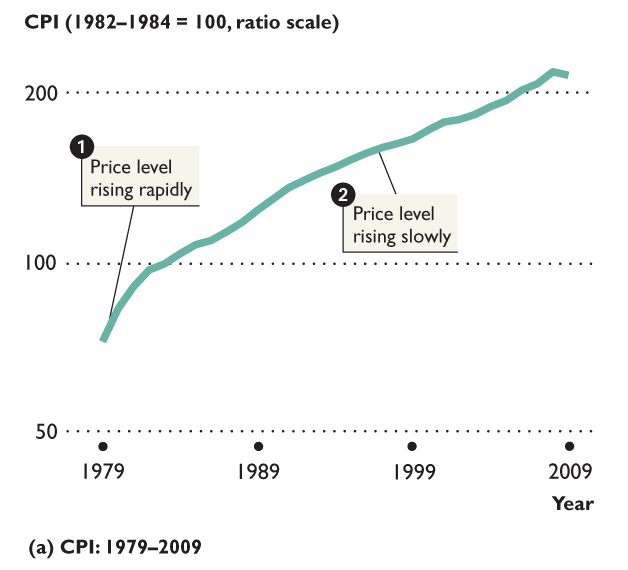 CPI (1982–1984 = 100, ratio scale)
200
1
Price level
rising rapidly
2
Price level
rising slowly
100
50
1979 1989 1999 2009
Year
(a) CPI: 1979–2009